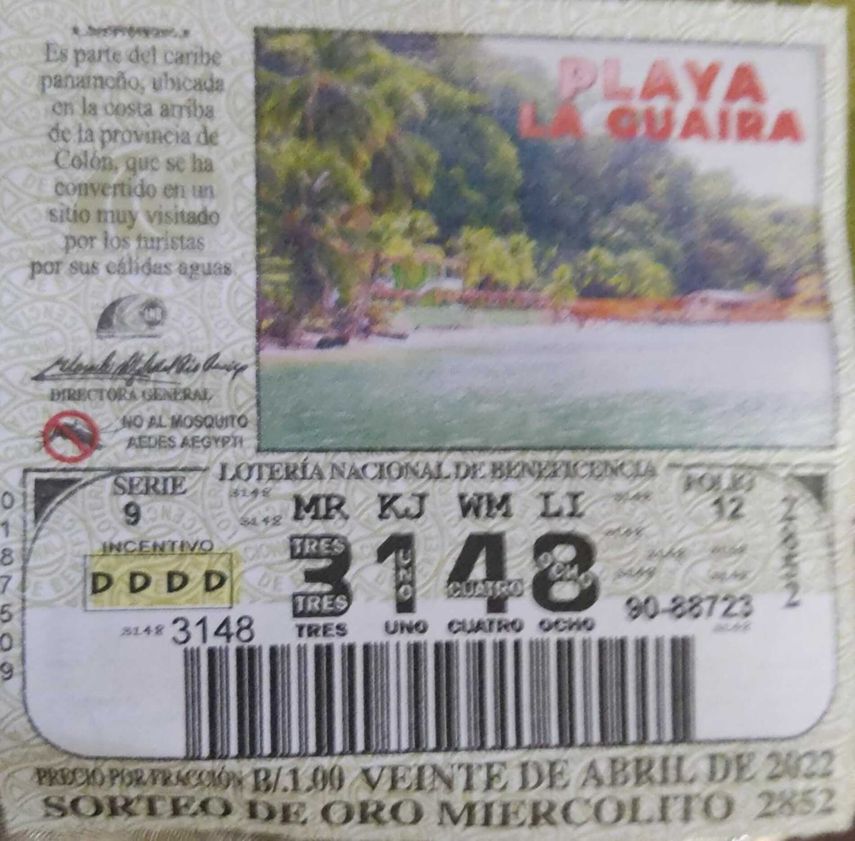 Es parte del caribe
panameño, ubicada
en la costa arriba
de la provincia de
Colón, que se ha
convertido en un
sitio muy visitado
por los turistas
por sus cálidas aguas.
PLAYA
LA GUAIRA
DIRECTORA GENERAL
NO AL MOSQUITO
AEDES AEGYPTI
LOTERÍA NACIONAL DE BENEFICENCIA
SERIE
9
MR KJ WM LI
FOLIO
12
INCENTIVO
DDDD
3148
TRES UNO CUATRO OCHO
TRES
90-88723
3148 3148
TRES UNO CUATRO OCHO
0187509
PRECIO POR FRACCIÓN B/.1.00 VEINTE DE ABRIL DE 2022
SORTEO DE ORO MIERCOLITO 2852